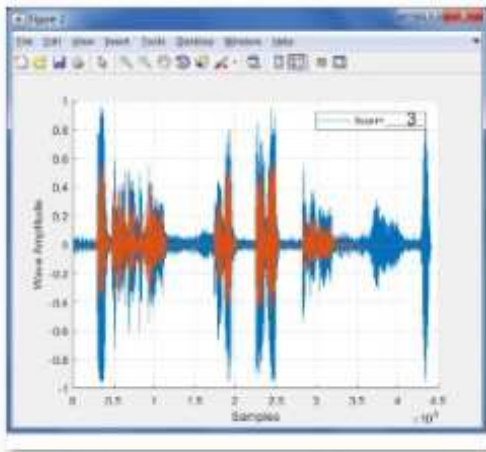 Figure 2
File Edit View Insert Tools Desktop Window Help
1
0.8
0.6
0.4
0.2
0
-0.2
-0.4
-0.6
-0.8
-1
Wave Amplitude
3
0 0.5 1 1.5 2 2.5 3 3.5 4 4.5
Samples